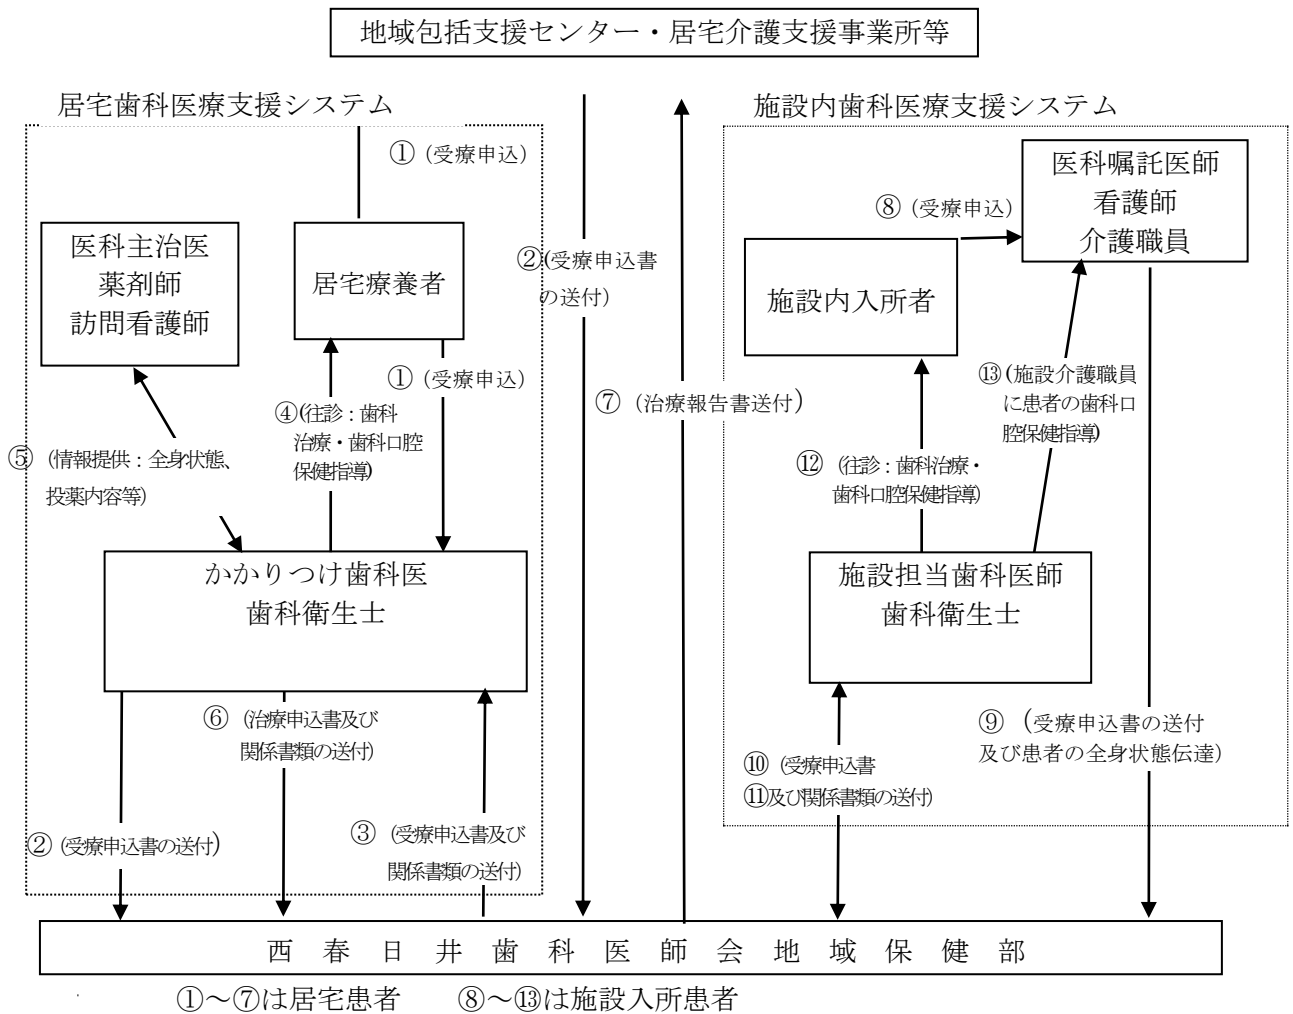 地域包括支援センター・居宅介護支援事業所等
居宅歯科医療支援システム
施設内歯科医療支援システム
①（受療申込）
医科嘱託医師
看護師
介護職員
⑧（受療申込）
医科主治医
薬剤師
訪問看護師
居宅療養者
②(受療申込書
の送付）
施設内入所者
①（受療申込）
④(往診：歯科
治療・歯科口腔
保健指導)
⑦（治療報告書送付）
⑬(施設介護職員
に患者の歯科口
腔保健指導)
⑤（情報提供：全身状態、
投薬内容等）
⑫（往診：歯科治療・
歯科口腔保健指導）
かかりつけ歯科医
歯科衛生士
施設担当歯科医師
歯科衛生士
⑥（治療申込書及び
関係書類の送付）
⑨（受療申込書の送付
及び患者の全身状態伝達）
⑩（受療申込書
⑪及び関係書類の送付）
②（受療申込書の送付）
③（受療申込書及び
関係書類の送付）
西春日井歯科医師会地域保健部
①～⑦は居宅患者　　⑧～⑬は施設入所患者